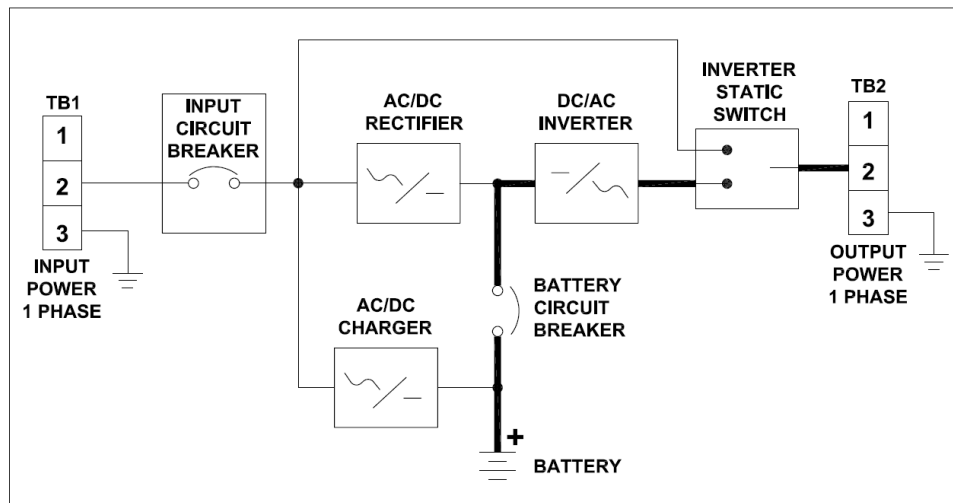 TB1
1
2
3
INPUT
POWER
1 PHASE
INPUT
CIRCUIT
BREAKER
AC/DC
RECTIFIER
DC/AC
INVERTER
INVERTER
STATIC
SWITCH
TB2
1
2
3
OUTPUT
POWER
1 PHASE
AC/DC
CHARGER
BATTERY
CIRCUIT
BREAKER
+
BATTERY